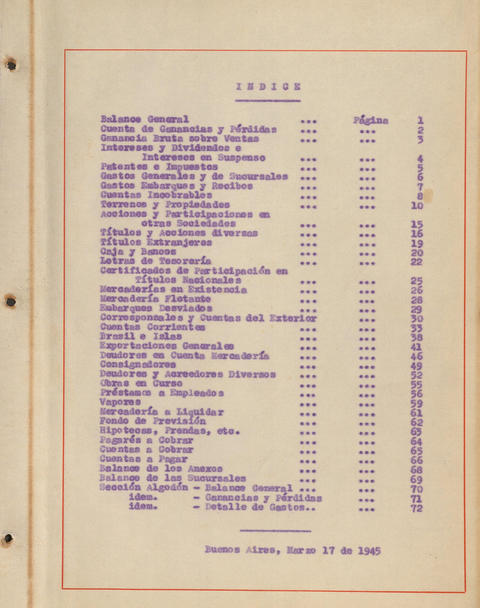 INDICE
Balance General ... Página 1
Cuenta de Ganancias y Pérdidas ... ... 2
Ganancia Bruta sobre Ventas ... ... 3
Intereses y Dividendos e
Intereses en Suspenso ... ... 4
Patentes e Impuestos ... ... 5
Gastos Generales y de Sucursales ... ... 6
Gastos Embarques y Recibos ... ... 7
Cuentas Incobrables ... ... 8
Terrenos y Propiedades ... ... 10
Acciones y Participaciones en
otras Sociedades ... ... 15
Títulos y Acciones diversas ... ... 16
Títulos Extranjeros ... ... 19
Caja y Bancos ... ... 20
Letras de Tesorería ... ... 22
Certificados de Participación en
Títulos Nacionales ... ... 25
Mercaderías en Existencia ... ... 26
Mercadería Flotante ... ... 28
Embarques Desviados ... ... 29
Corresponsales y Cuentas del Exterior ... ... 30
Cuentas Corrientes ... ... 33
Brasil e Islas ... ... 38
Exportaciones Generales ... ... 41
Deudores en Cuenta Mercadería ... ... 46
Consignadores ... ... 49
Deudores y Acreedores Diversos ... ... 52
Obras en Curso ... ... 55
Préstamos a Empleados ... ... 56
Vapores ... ... 59
Mercadería a Liquidar ... ... 61
Fondo de Previsión ... ... 62
Hipotecas, Prendas, etc. ... ... 63
Pagarés a Cobrar ... ... 64
Cuentas a Cobrar ... ... 65
Cuentas a Pagar ... ... 66
Balance de los Anexos ... ... 68
Balance de las Sucursales ... ... 69
Sección Algodón - Balance General ... ... 70
idem. - Ganancias y Pérdidas ... 71
idem. - Detalle de Gastos.. ... 72
Buenos Aires, Marzo 17 de 1945